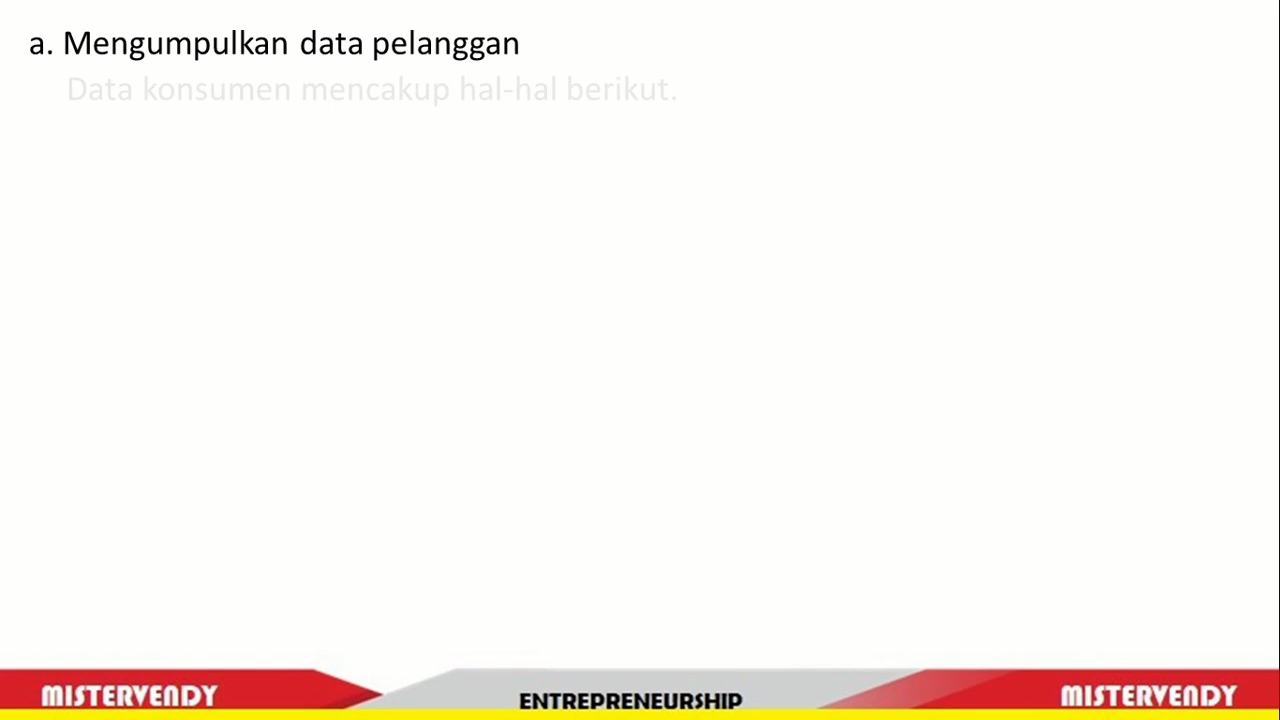 a. Mengumpulkan data pelanggan
Data konsumen mencakup hal-hal berikut.
MISTERVENDY
ENTREPRENEURSHIP
MISTERVENDY